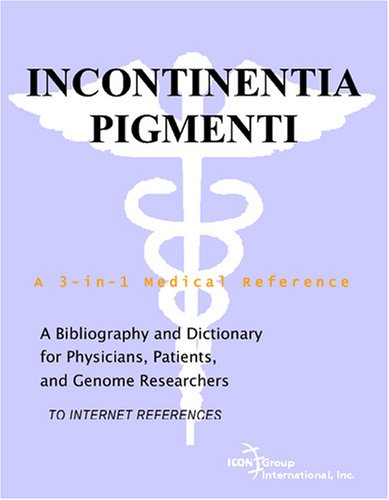 INCONTINENTIA
PIGMENTI
A 3-in-1 Medical Reference
A Bibliography and Dictionary
for Physicians, Patients,
and Genome Researchers
TO INTERNET REFERENCES
ICON Group
International, Inc.